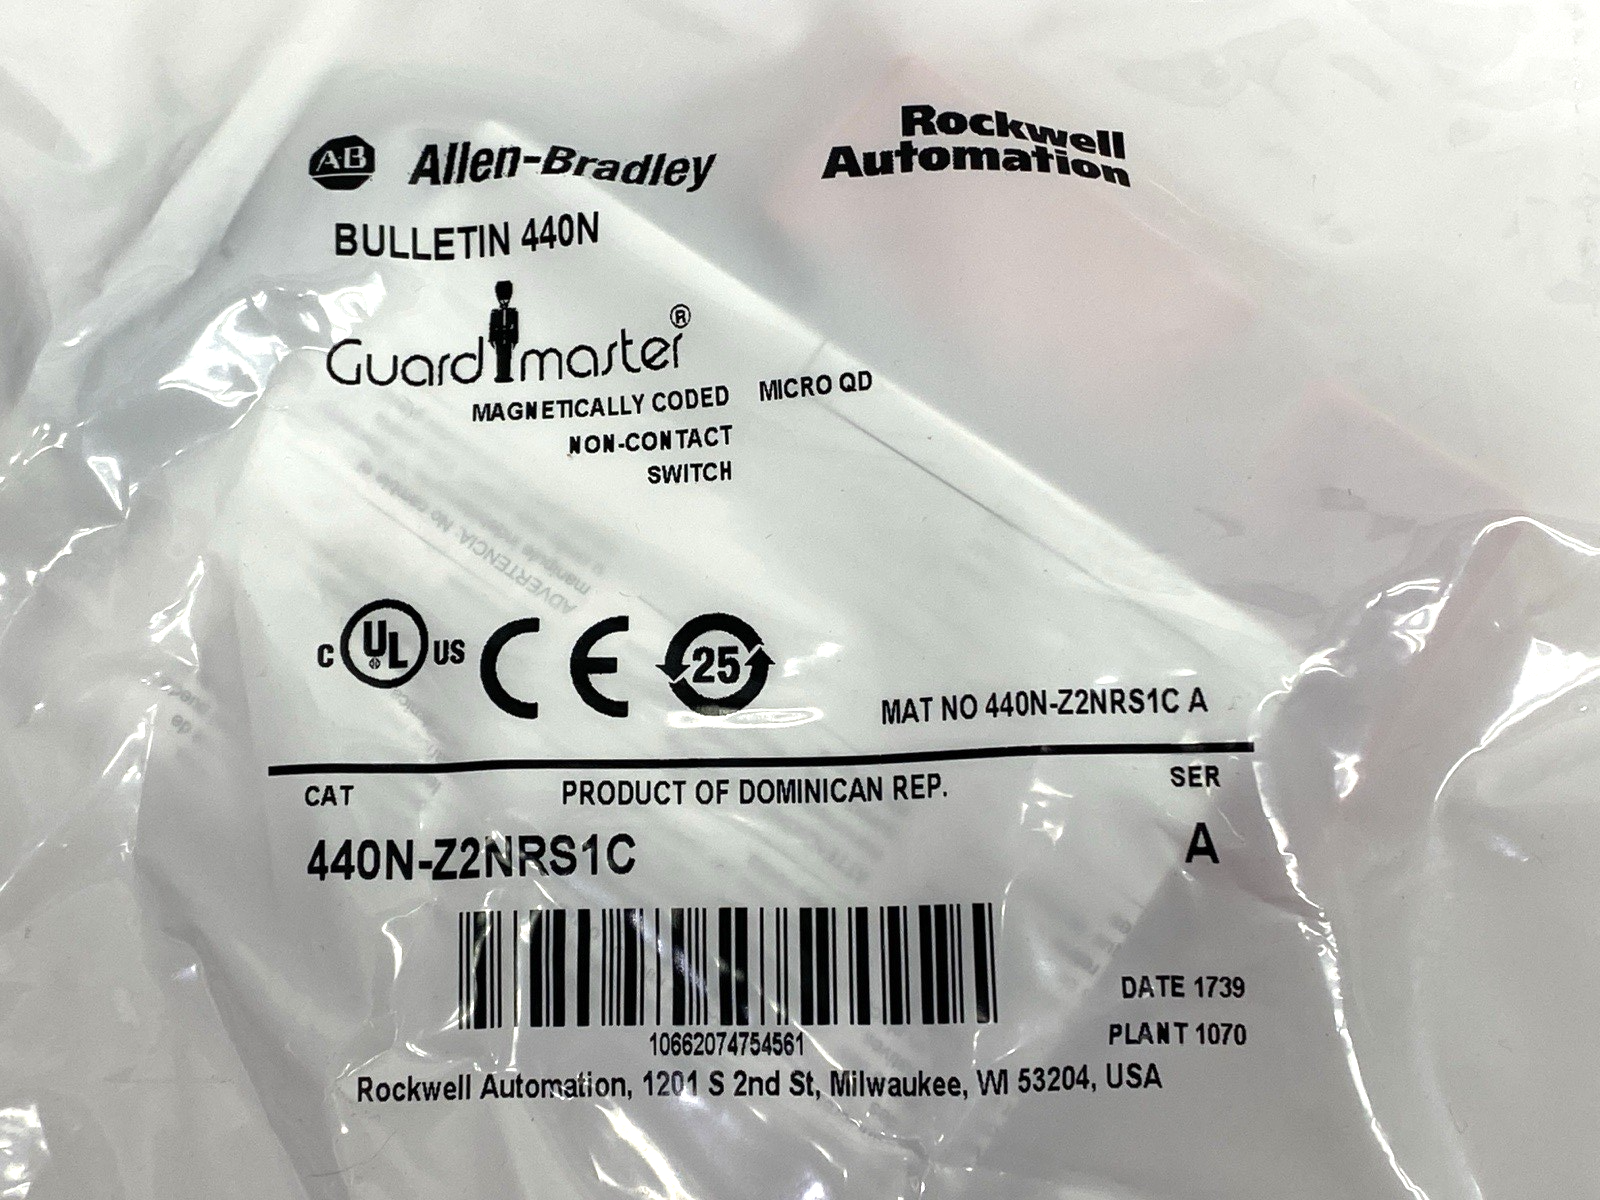 AB Allen-Bradley
Rockwell
Automation
BULLETIN 440N
Guardmaster®
MAGNETICALLY CODED MICRO QD
NON-CONTACT
SWITCH
C UL US CE 25
MAT NO 440N-Z2NRS1C A
CAT PRODUCT OF DOMINICAN REP. SER
440N-Z2NRS1C A
10662074754561
DATE 1739
PLANT 1070
Rockwell Automation, 1201 S 2nd St, Milwaukee, WI 53204, USA
ADVERTENCIA: No